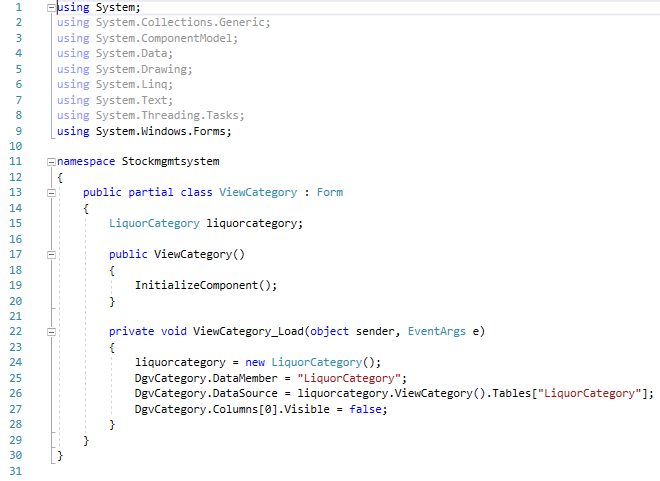 1 using System;
2 using System.Collections.Generic;
3 using System.ComponentModel;
4 using System.Data;
5 using System.Drawing;
6 using System.Linq;
7 using System.Text;
8 using System.Threading.Tasks;
9 using System.Windows.Forms;
10
11 namespace Stockmgmtsystem
12 {
13     public partial class ViewCategory : Form
14     {
15         LiquorCategory liquorcategory;
16
17         public ViewCategory()
18         {
19             InitializeComponent();
20         }
21
22         private void ViewCategory_Load(object sender, EventArgs e)
23         {
24             liquorcategory = new LiquorCategory();
25             DgvCategory.DataMember = "LiquorCategory";
26             DgvCategory.DataSource = liquorcategory.ViewCategory().Tables["LiquorCategory"];
27             DgvCategory.Columns[0].Visible = false;
28         }
29     }
30 }
31